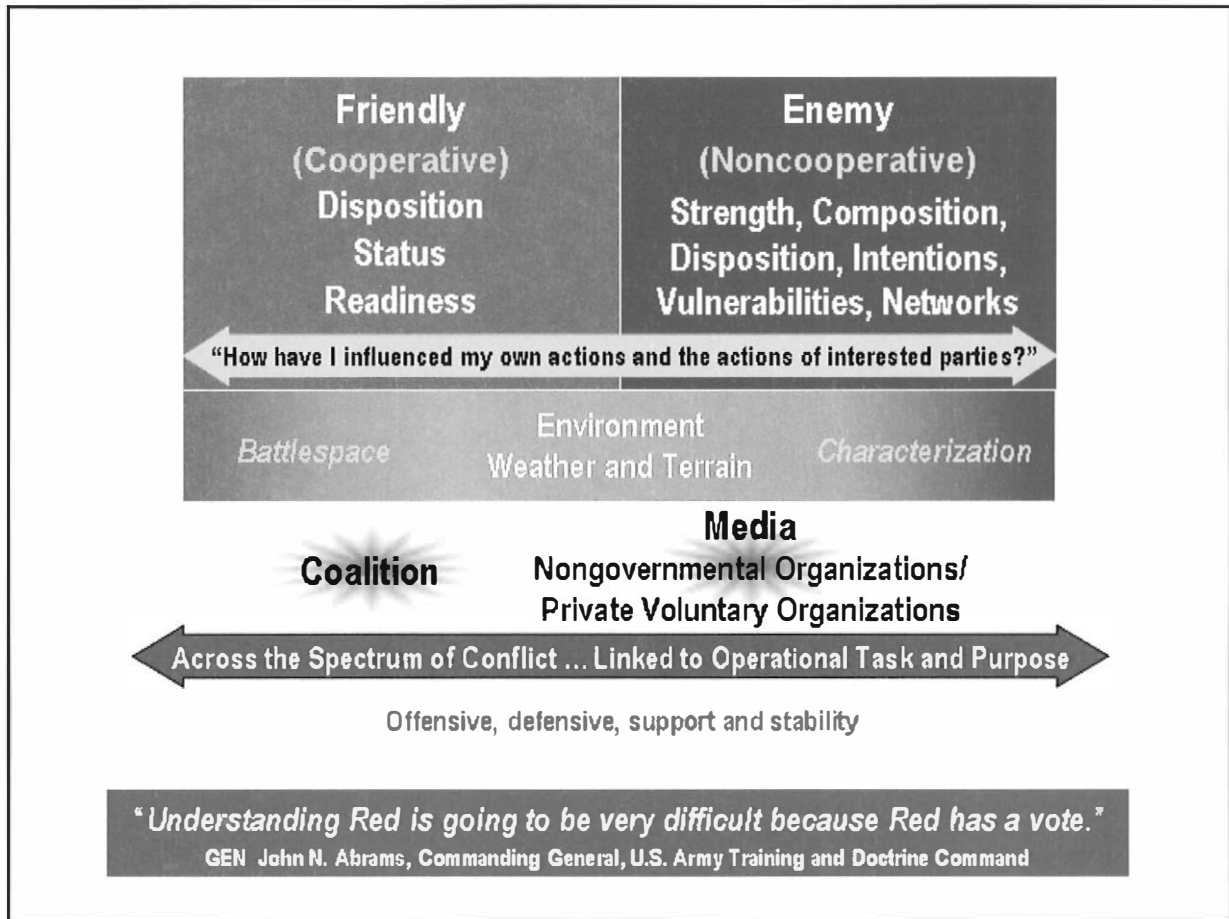 Friendly
(Cooperative)
Disposition
Status
Readiness
Enemy
(Noncooperative)
Strength, Composition,
Disposition, Intentions,
Vulnerabilities, Networks
“How have I influenced my own actions and the actions of interested parties?”
Battlespace
Environment
Weather and Terrain
Characterization
Coalition
Media
Nongovernmental Organizations/
Private Voluntary Organizations
Across the Spectrum of Conflict ... Linked to Operational Task and Purpose
Offensive, defensive, support and stability
“Understanding Red is going to be very difficult because Red has a vote.”
GEN John N. Abrams, Commanding General, U.S. Army Training and Doctrine Command